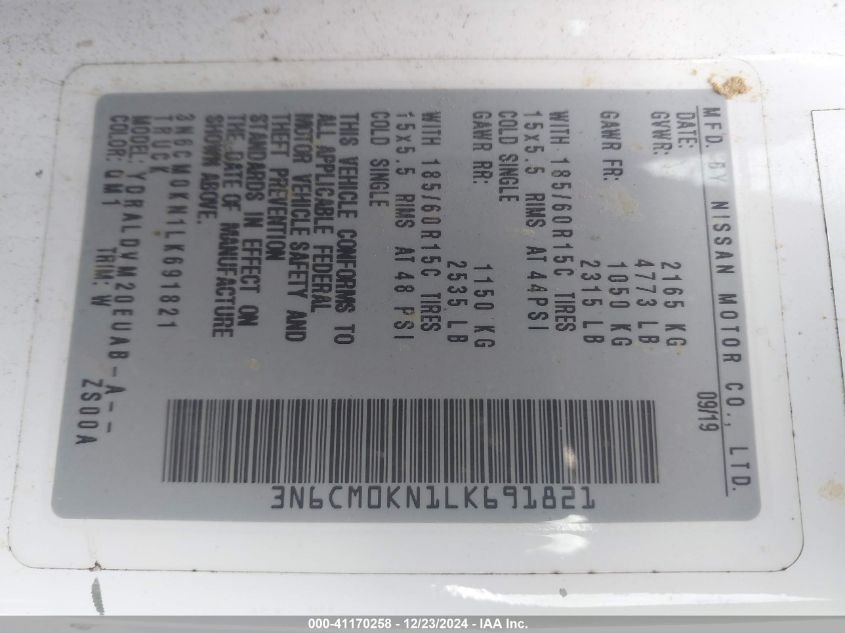 MFD. BY NISSAN MOTOR CO., LTD.
DATE: 09/19
GVWR: 2165 KG
4773 LB
GAWR FR: 1050 KG
2315 LB
WITH 185/60R15C TIRES
15x5.5 RIMS AT 44PSI
COLD SINGLE
GAWR RR: 1150 KG
2535 LB
WITH 185/60R15C TIRES
15x5.5 RIMS AT 48 PSI
COLD SINGLE
THIS VEHICLE CONFORMS TO
ALL APPLICABLE FEDERAL
MOTOR VEHICLE SAFETY AND
THEFT PREVENTION
STANDARDS IN EFFECT ON
THE DATE OF MANUFACTURE
SHOWN ABOVE.
3N6CM0KN1LK691821
TRUCK
MODEL: YDRALDVM20EUAB-A--
COLOR: QM1 TRIM: W ZS00A
3N6CM0KN1LK691821
000-41170258 - 12/23/2024 - IAA Inc.